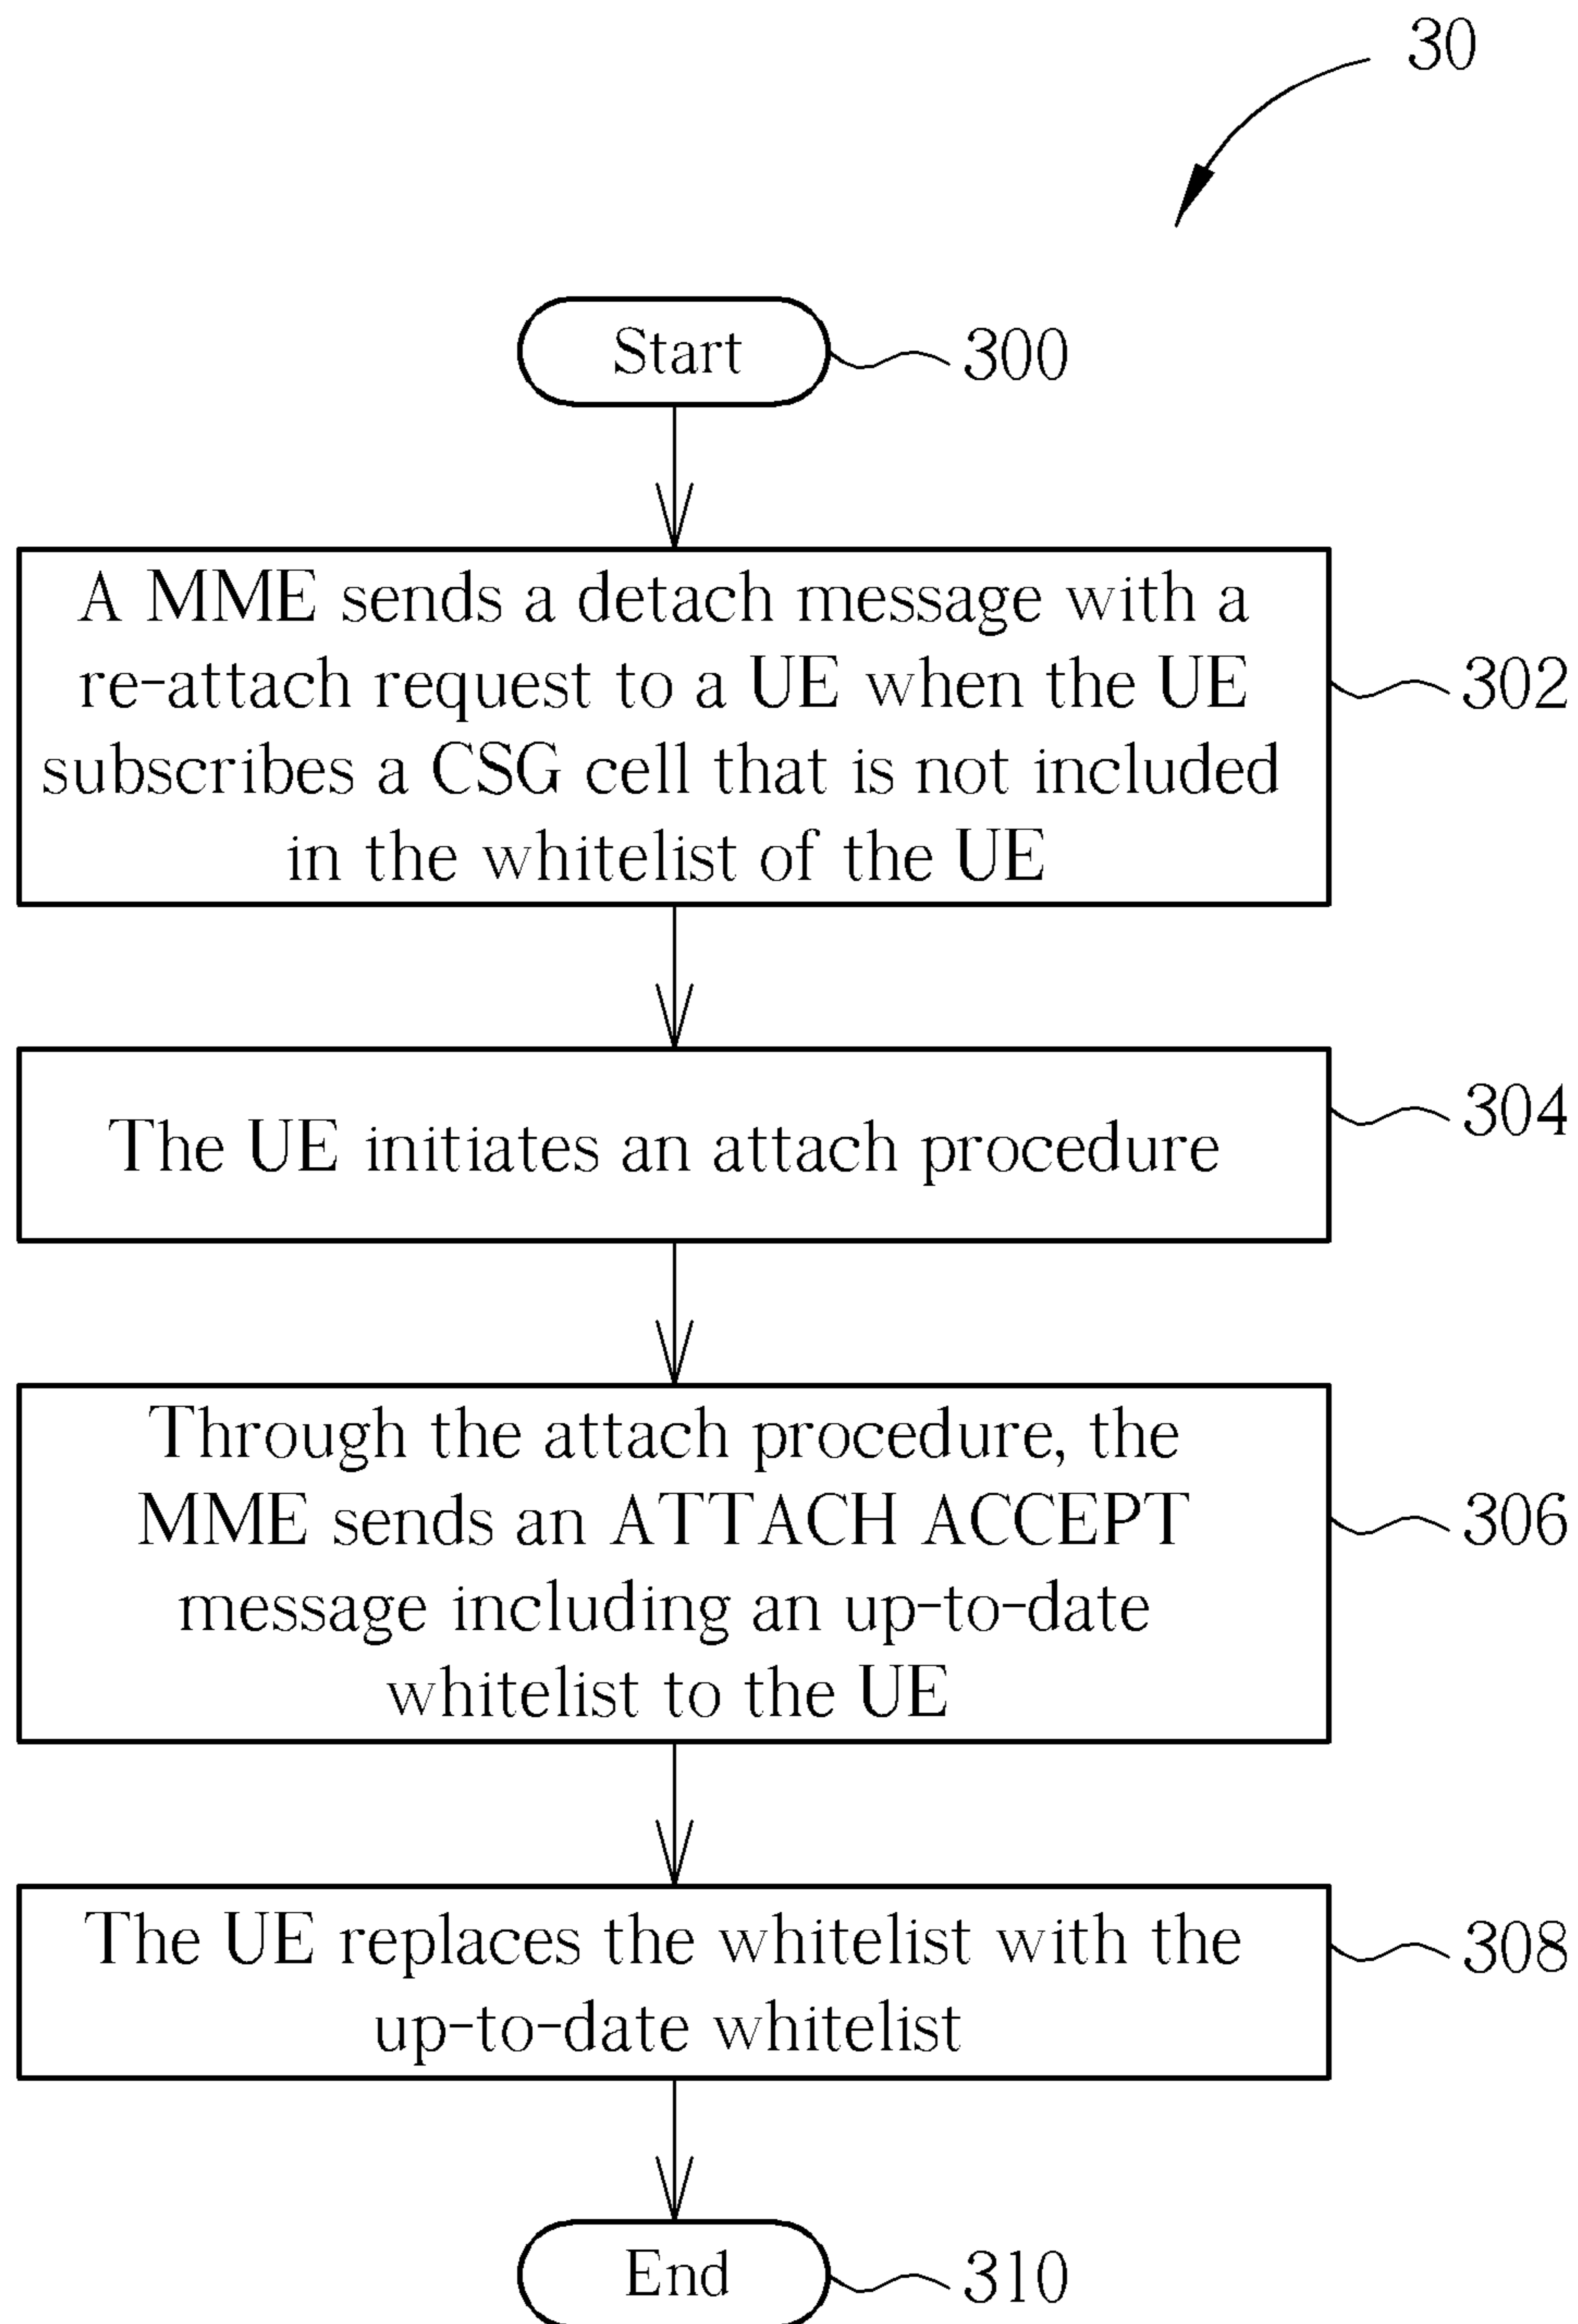 30
Start
300
A MME sends a detach message with a
re-attach request to a UE when the UE
subscribes a CSG cell that is not included
in the whitelist of the UE
302
The UE initiates an attach procedure
304
Through the attach procedure, the
MME sends an ATTACH ACCEPT
message including an up-to-date
whitelist to the UE
306
The UE replaces the whitelist with the
up-to-date whitelist
308
End
310